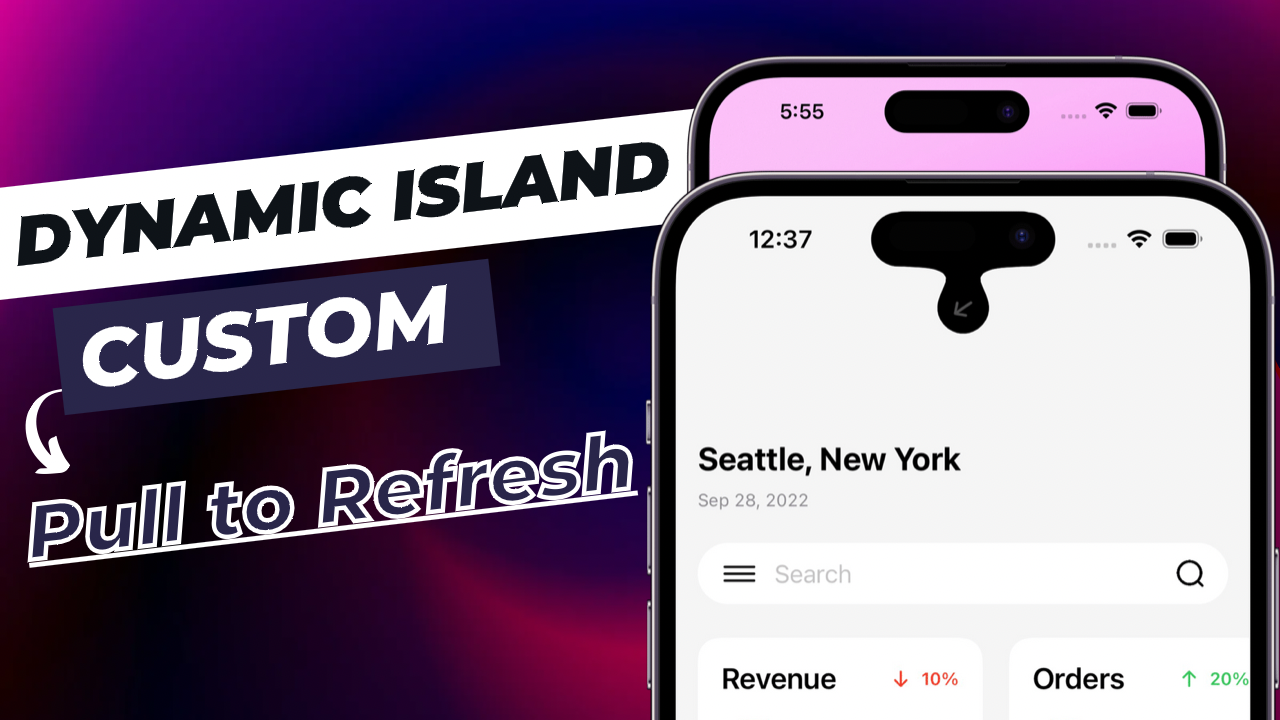 DYNAMIC ISLAND
CUSTOM
Pull to Refresh
5:55
12:37
Seattle, New York
Sep 28, 2022
Search
Revenue
10%
Orders
20%